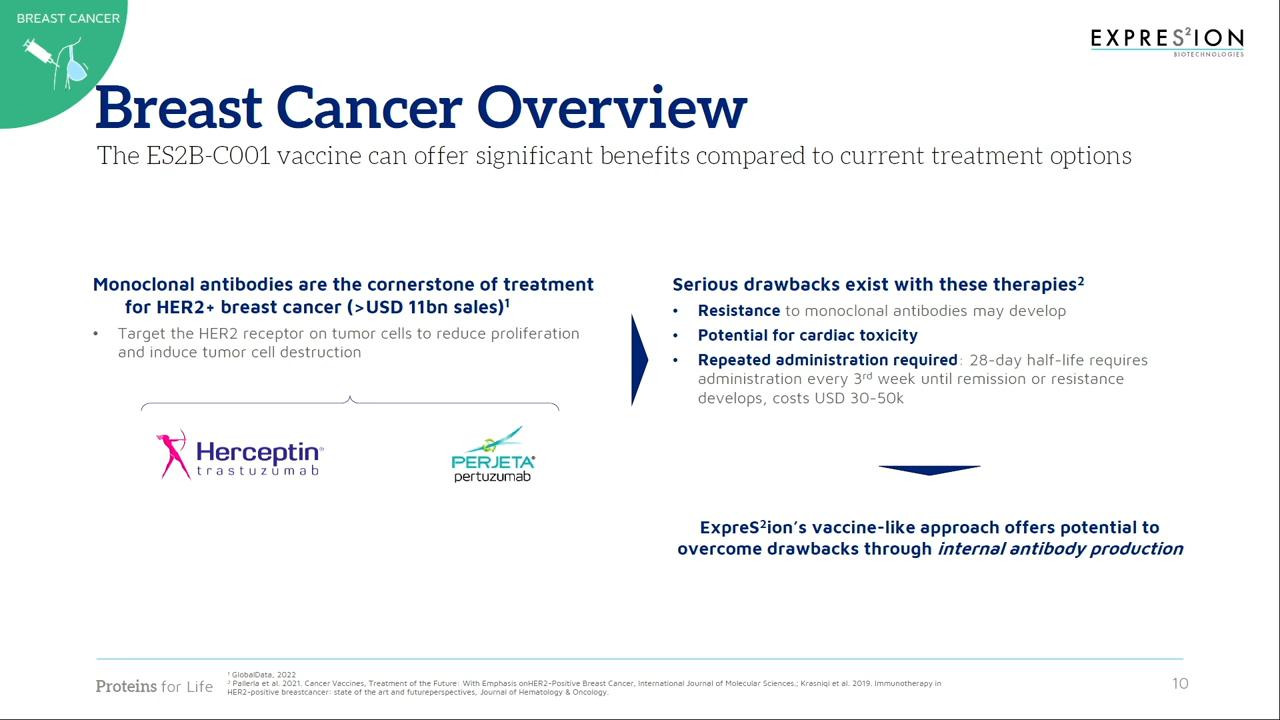 BREAST CANCER
EXPRES²ION
BIOTECHNOLOGIES
Breast Cancer Overview
The ES2B-C001 vaccine can offer significant benefits compared to current treatment options
Monoclonal antibodies are the cornerstone of treatment
for HER2+ breast cancer (>USD 11bn sales)¹
• Target the HER2 receptor on tumor cells to reduce proliferation
and induce tumor cell destruction
Herceptin®
trastuzumab
PERJETA®
pertuzumab
Serious drawbacks exist with these therapies²
• Resistance to monoclonal antibodies may develop
• Potential for cardiac toxicity
• Repeated administration required: 28-day half-life requires
administration every 3rd week until remission or resistance
develops, costs USD 30-50k
ExpreS²ion's vaccine-like approach offers potential to
overcome drawbacks through internal antibody production
Proteins for Life
¹ GlobalData, 2022
² Pallerla et al. 2021. Cancer Vaccines, Treatment of the Future: With Emphasis onHER2-Positive Breast Cancer, International Journal of Molecular Sciences.; Krasniqi et al. 2019. Immunotherapy in
HER2-positive breastcancer: state of the art and futureperspectives, Journal of Hematology & Oncology.
10